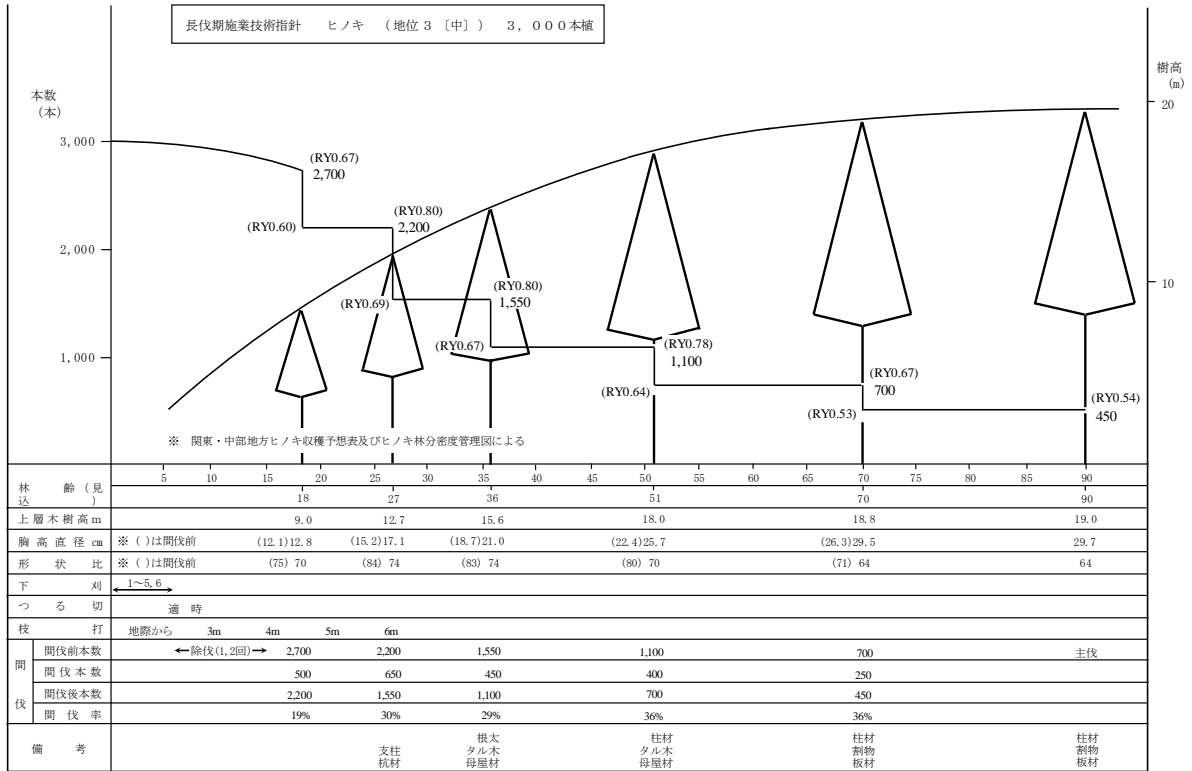 長伐期施業技術指針　ヒノキ　（地位３〔中〕）　３，０００本植
本数
（本）
樹高
(m)
20
3,000
(RY0.67)
2,700
(RY0.60)
(RY0.80)
2,200
2,000
10
(RY0.69)
(RY0.80)
1,550
(RY0.67)
(RY0.78)
1,100
1,000
(RY0.64)
(RY0.67)
700
(RY0.53)
(RY0.54)
450
※　関東・中部地方ヒノキ収穫予想表及びヒノキ林分密度管理図による
5 10 15 20 25 30 35 40 45 50 55 60 65 70 75 80 85 90
林　齢（見込）
18 27 36 51 70 90
上層木樹高m 9.0 12.7 15.6 18.0 18.8 19.0
胸高直径㎝ ※（ ）は間伐前 (12.1)12.8 (15.2)17.1 (18.7)21.0 (22.4)25.7 (26.3)29.5 29.7
形状比 ※（ ）は間伐前 (75) 70 (84) 74 (83) 74 (80) 70 (71) 64 64
下刈 1～5,6
つる切 適時
枝打 地際から 3m 4m 5m 6m
間伐
間伐前本数 ←除伐(1,2回)→ 2,700 2,200 1,550 1,100 700 主伐
間伐本数 500 650 450 400 250
間伐後本数 2,200 1,550 1,100 700 450
間伐率 19% 30% 29% 36% 36%
備考
支柱
杭材
根太
タル木
母屋材
柱材
タル木
母屋材
柱材
割物
板材
柱材
割物
板材